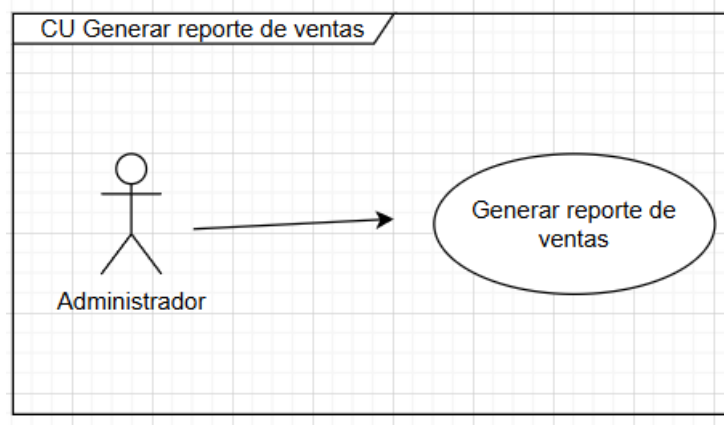 CU Generar reporte de ventas
Generar reporte de
ventas
Administrador